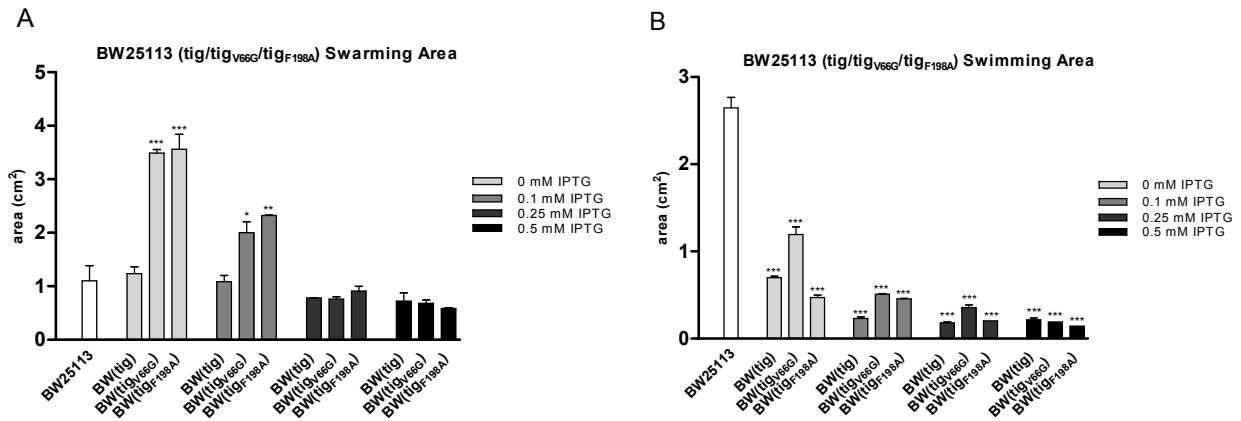 A
BW25113 (tig/tigV66G/tigF198A) Swarming Area
5
4
3
2
1
0
area (cm²)
***
***
*
**
0 mM IPTG
0.1 mM IPTG
0.25 mM IPTG
0.5 mM IPTG
BW25113
BW(tig)
BW(tigV66G)
BW(tigF198A)
BW(tig)
BW(tigV66G)
BW(tigF198A)
BW(tig)
BW(tigV66G)
BW(tigF198A)
BW(tig)
BW(tigV66G)
BW(tigF198A)
B
BW25113 (tig/tigV66G/tigF198A) Swimming Area
3
2
1
0
area (cm²)
***
***
***
***
***
***
***
***
***
***
***
***
0 mM IPTG
0.1 mM IPTG
0.25 mM IPTG
0.5 mM IPTG
BW25113
BW(tig)
BW(tigV66G)
BW(tigF198A)
BW(tig)
BW(tigV66G)
BW(tigF198A)
BW(tig)
BW(tigV66G)
BW(tigF198A)
BW(tig)
BW(tigV66G)
BW(tigF198A)